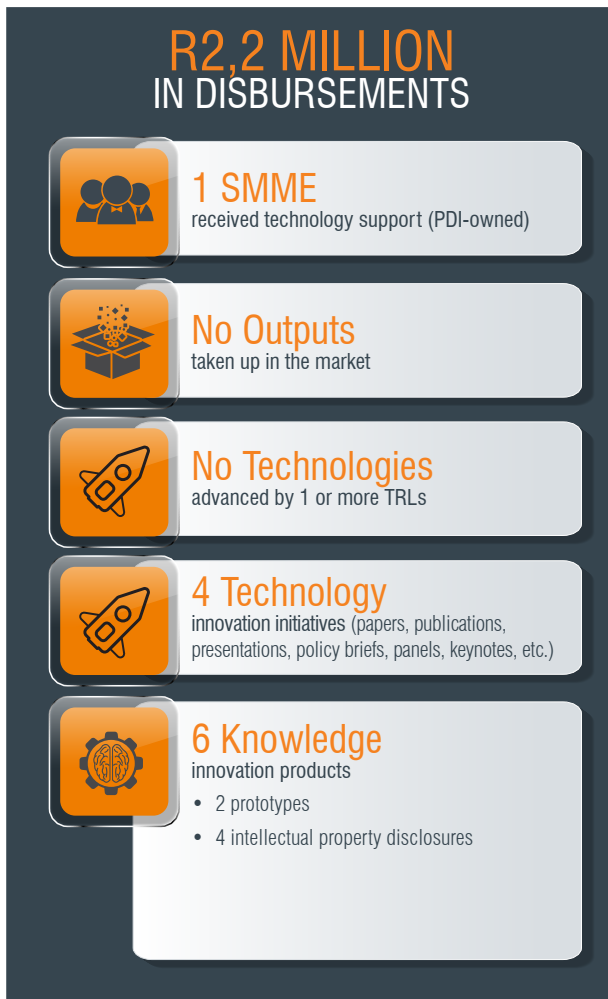 R2,2 MILLION
IN DISBURSEMENTS
1 SMME
received technology support (PDI-owned)
No Outputs
taken up in the market
No Technologies
advanced by 1 or more TRLs
4 Technology
innovation initiatives (papers, publications,
presentations, policy briefs, panels, keynotes, etc.)
6 Knowledge
innovation products
• 2 prototypes
• 4 intellectual property disclosures